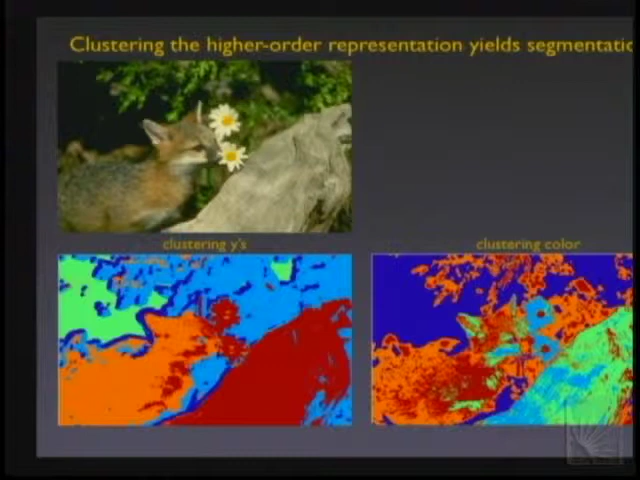 Clustering the higher-order representation yields segmentatio
clustering y's
clustering color